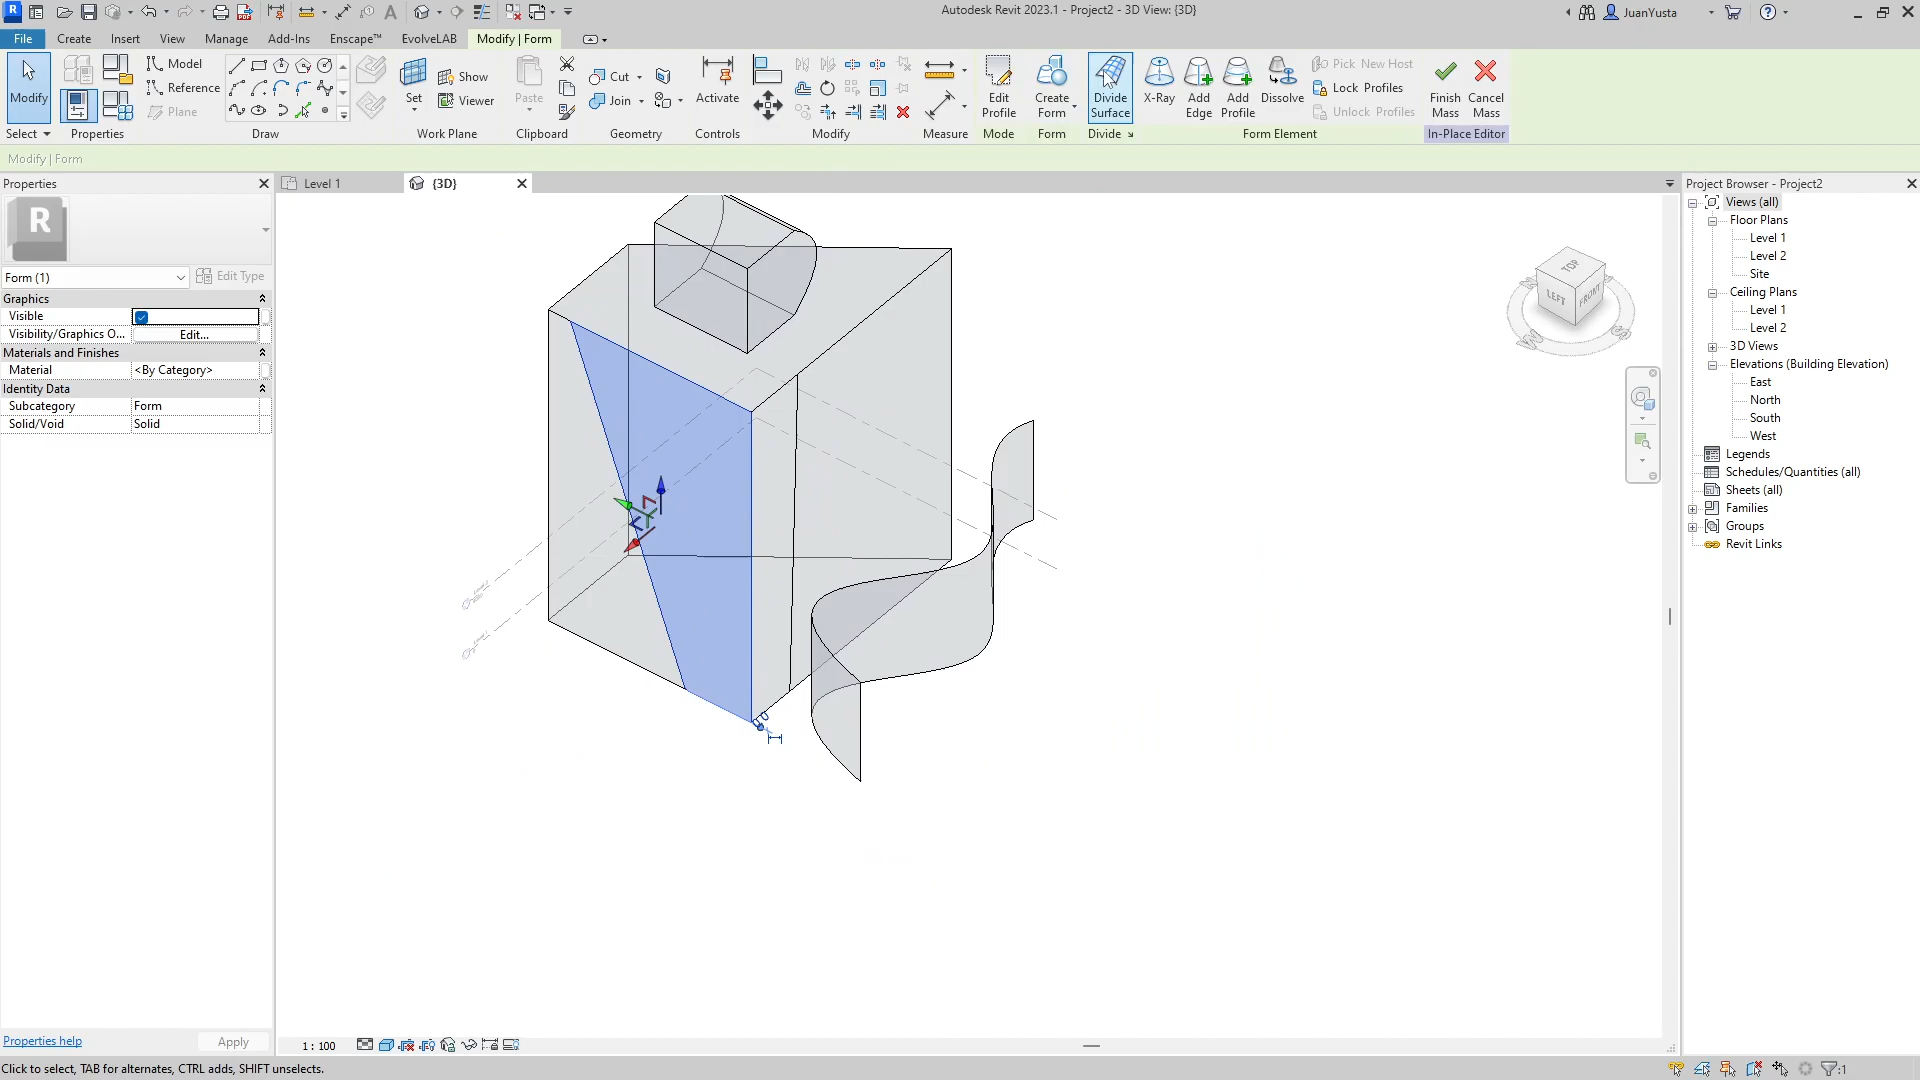 Autodesk Revit 2023.1 - Project2 - 3D View: {3D}
JuanYusta
File
Create
Insert
View
Manage
Add-Ins
Enscape™
EvolveLAB
Modify | Form
Modify
Model
Reference
Plane
Set
Show
Viewer
Paste
Cut
Join
Activate
Edit
Profile
Create
Form
Divide
Surface
X-Ray
Add
Edge
Add
Profile
Dissolve
Pick New Host
Lock Profiles
Unlock Profiles
Finish
Mass
Cancel
Mass
Select
Properties
Draw
Work Plane
Clipboard
Geometry
Controls
Modify
Measure
Mode
Form
Divide
Form Element
In-Place Editor
Modify | Form
Properties
R
Form (1)
Edit Type
Graphics
Visible
Visibility/Graphics O...
Edit...
Materials and Finishes
Material
<By Category>
Identity Data
Subcategory
Form
Solid/Void
Solid
Properties help
Apply
Level 1
{3D}
TOP
LEFT
FRONT
W
S
1 : 100
Project Browser - Project2
Views (all)
Floor Plans
Level 1
Level 2
Site
Ceiling Plans
Level 1
Level 2
3D Views
Elevations (Building Elevation)
East
North
South
West
Legends
Schedules/Quantities (all)
Sheets (all)
Families
Groups
Revit Links
Click to select, TAB for alternates, CTRL adds, SHIFT unselects.
:1